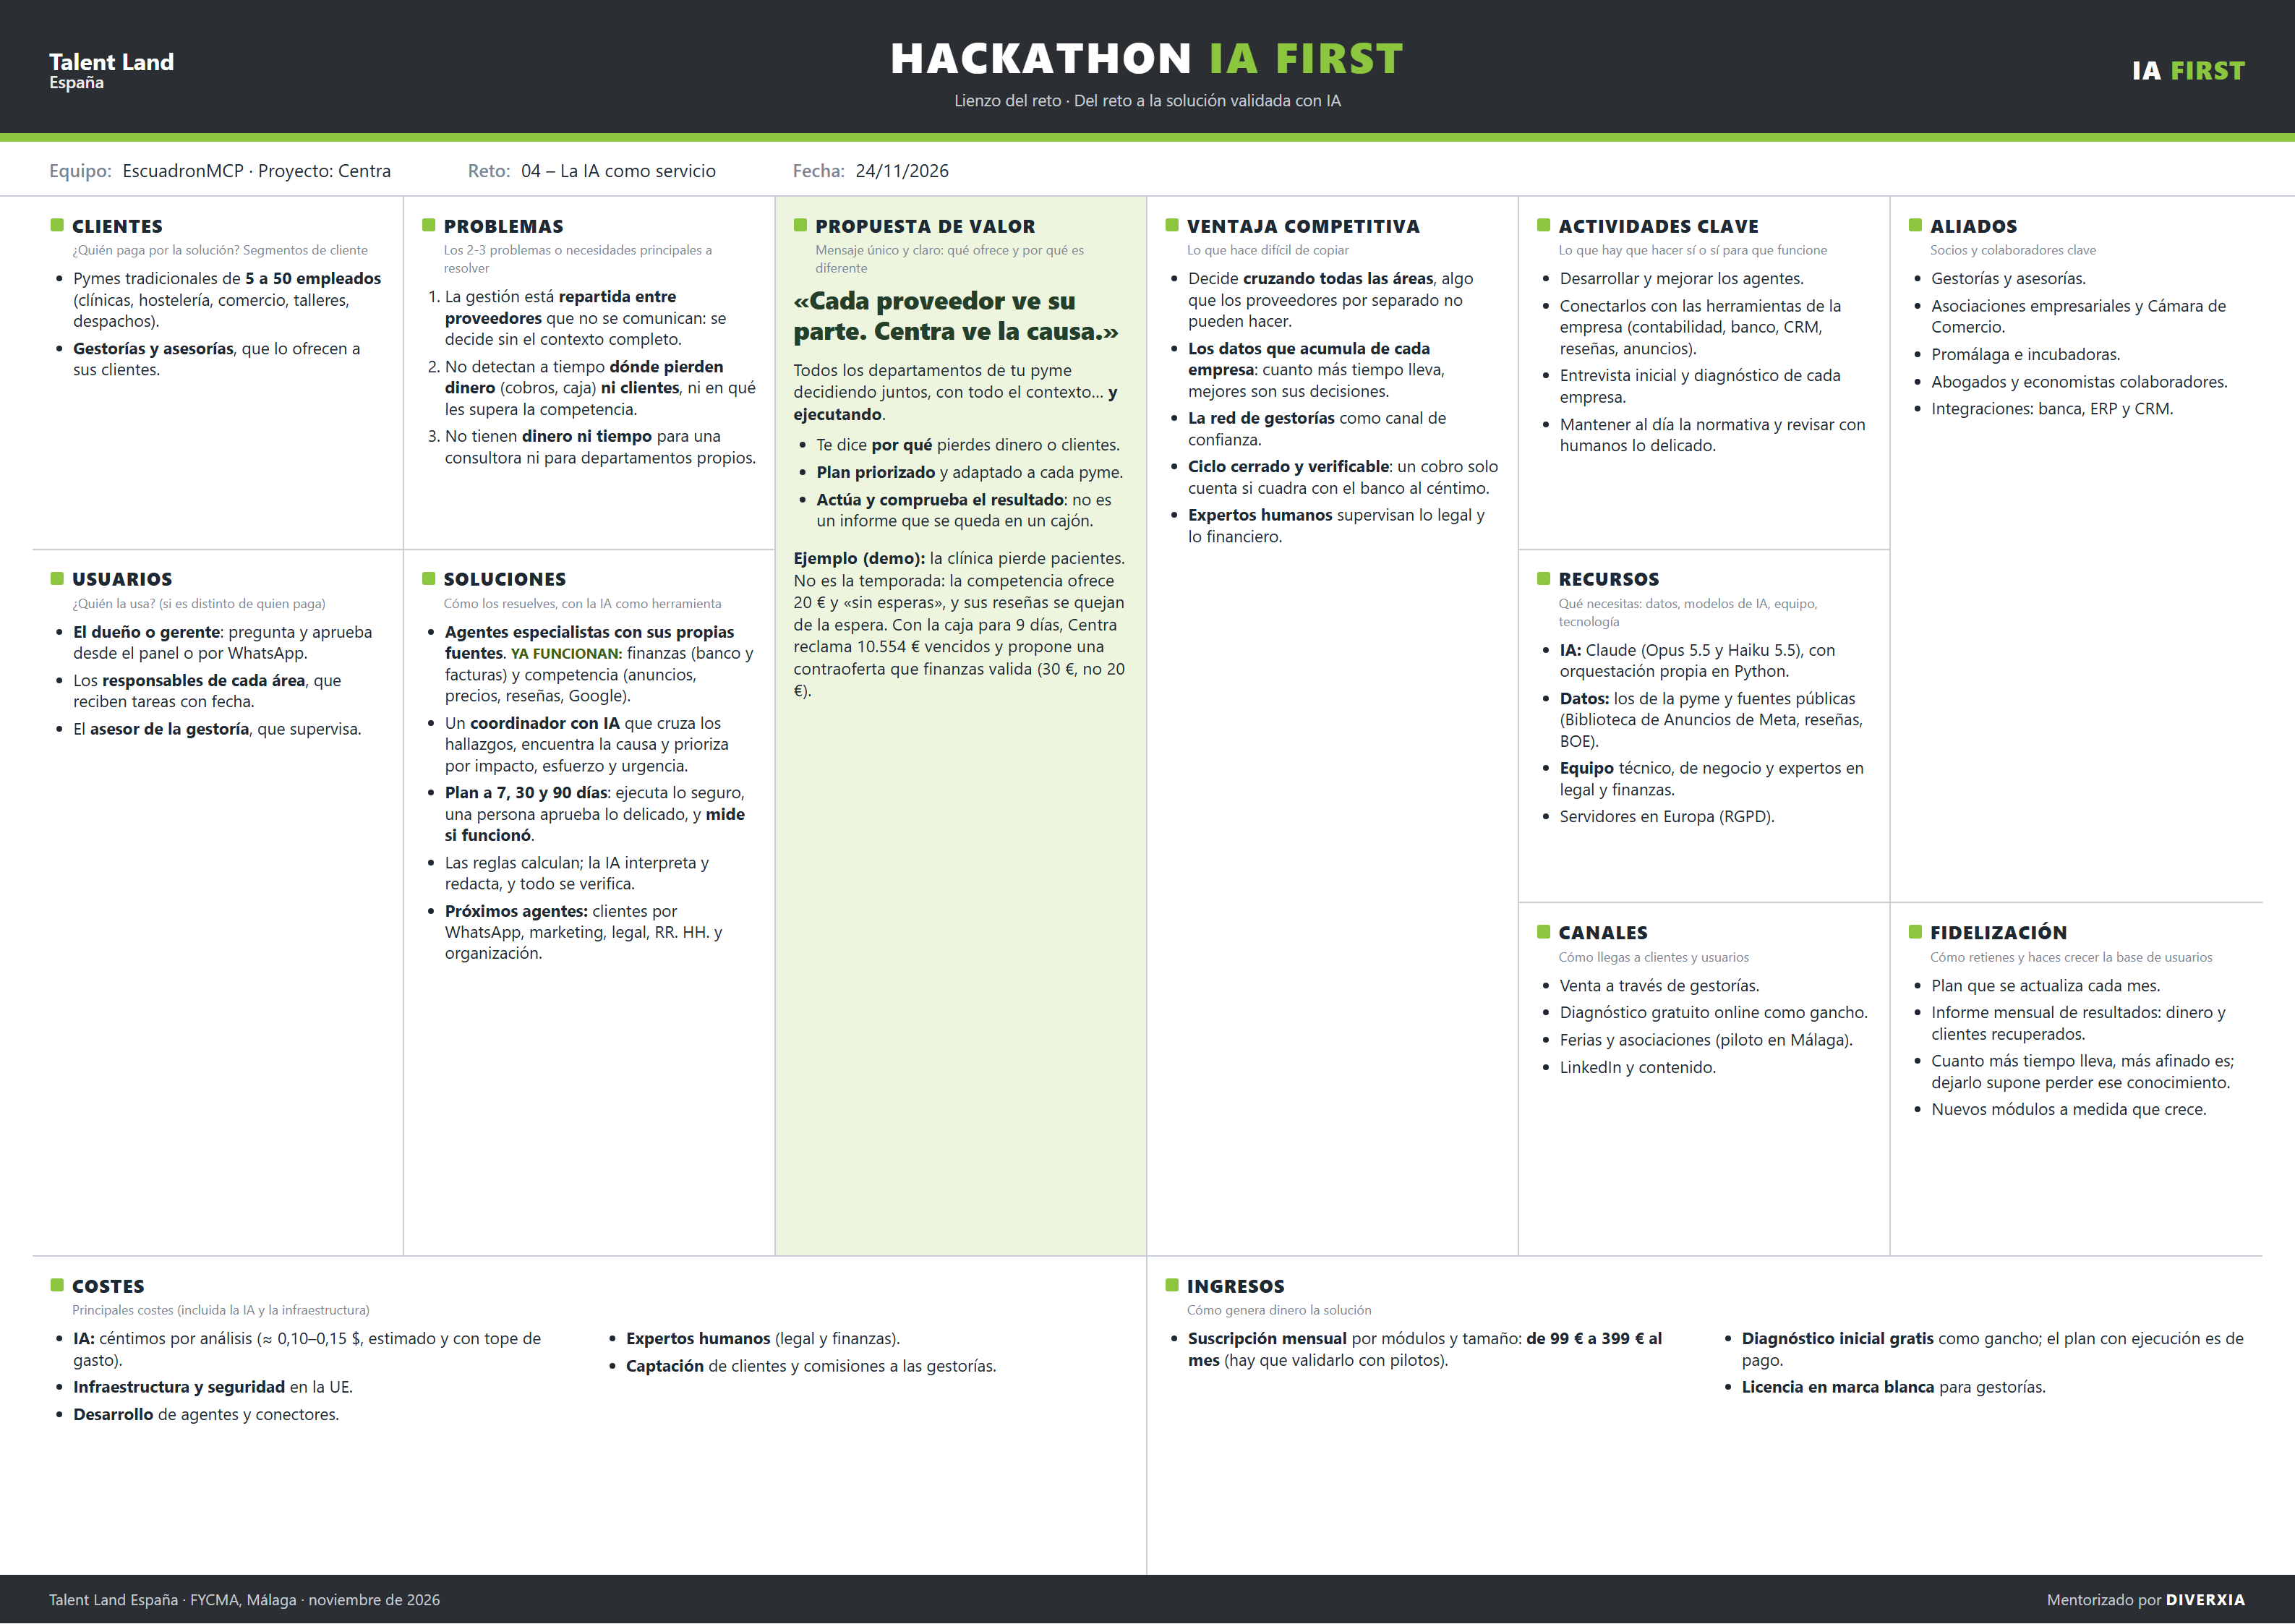 Talent Land
España
HACKATHON IA FIRST
Lienzo del reto · Del reto a la solución validada con IA
IA FIRST
Equipo: EscuadronMCP · Proyecto: Centra
Reto: 04 – La IA como servicio
Fecha: 24/11/2026
CLIENTES
¿Quién paga por la solución? Segmentos de cliente
• Pymes tradicionales de 5 a 50 empleados
(clínicas, hostelería, comercio, talleres,
despachos).
• Gestorías y asesorías, que lo ofrecen a
sus clientes.
PROBLEMAS
Los 2-3 problemas o necesidades principales a
resolver
1. La gestión está repartida entre
proveedores que no se comunican: se
decide sin el contexto completo.
2. No detectan a tiempo dónde pierden
dinero (cobros, caja) ni clientes, ni en qué
les supera la competencia.
3. No tienen dinero ni tiempo para una
consultora ni para departamentos propios.
PROPUESTA DE VALOR
Mensaje único y claro: qué ofrece y por qué es
diferente
«Cada proveedor ve su
parte. Centra ve la causa.»
Todos los departamentos de tu pyme
decidiendo juntos, con todo el contexto... y
ejecutando.
• Te dice por qué pierdes dinero o clientes.
• Plan priorizado y adaptado a cada pyme.
• Actúa y comprueba el resultado: no es
un informe que se queda en un cajón.
Ejemplo (demo): la clínica pierde pacientes.
No es la temporada: la competencia ofrece
20 € y «sin esperas», y sus reseñas se quejan
de la espera. Con la caja para 9 días, Centra
reclama 10.554 € vencidos y propone una
contraoferta que finanzas valida (30 €, no 20
€).
VENTAJA COMPETITIVA
Lo que hace difícil de copiar
• Decide cruzando todas las áreas, algo
que los proveedores por separado no
pueden hacer.
• Los datos que acumula de cada
empresa: cuanto más tiempo lleva,
mejores son sus decisiones.
• La red de gestorías como canal de
confianza.
• Ciclo cerrado y verificable: un cobro solo
cuenta si cuadra con el banco al céntimo.
• Expertos humanos supervisan lo legal y
lo financiero.
ACTIVIDADES CLAVE
Lo que hay que hacer sí o sí para que funcione
• Desarrollar y mejorar los agentes.
• Conectarlos con las herramientas de la
empresa (contabilidad, banco, CRM,
reseñas, anuncios).
• Entrevista inicial y diagnóstico de cada
empresa.
• Mantener al día la normativa y revisar con
humanos lo delicado.
ALIADOS
Socios y colaboradores clave
• Gestorías y asesorías.
• Asociaciones empresariales y Cámara de
Comercio.
• Promálaga e incubadoras.
• Abogados y economistas colaboradores.
• Integraciones: banca, ERP y CRM.
USUARIOS
¿Quién la usa? (si es distinto de quien paga)
• El dueño o gerente: pregunta y aprueba
desde el panel o por WhatsApp.
• Los responsables de cada área, que
reciben tareas con fecha.
• El asesor de la gestoría, que supervisa.
SOLUCIONES
Cómo los resuelves, con la IA como herramienta
• Agentes especialistas con sus propias
fuentes. YA FUNCIONAN: finanzas (banco y
facturas) y competencia (anuncios,
precios, reseñas, Google).
• Un coordinador con IA que cruza los
hallazgos, encuentra la causa y prioriza
por impacto, esfuerzo y urgencia.
• Plan a 7, 30 y 90 días: ejecuta lo seguro,
una persona aprueba lo delicado, y mide
si funcionó.
• Las reglas calculan; la IA interpreta y
redacta, y todo se verifica.
• Próximos agentes: clientes por
WhatsApp, marketing, legal, RR. HH. y
organización.
RECURSOS
Qué necesitas: datos, modelos de IA, equipo,
tecnología
• IA: Claude (Opus 5.5 y Haiku 5.5), con
orquestación propia en Python.
• Datos: los de la pyme y fuentes públicas
(Biblioteca de Anuncios de Meta, reseñas,
BOE).
• Equipo técnico, de negocio y expertos en
legal y finanzas.
• Servidores en Europa (RGPD).
CANALES
Cómo llegas a clientes y usuarios
• Venta a través de gestorías.
• Diagnóstico gratuito online como gancho.
• Ferias y asociaciones (piloto en Málaga).
• LinkedIn y contenido.
FIDELIZACIÓN
Cómo retienes y haces crecer la base de usuarios
• Plan que se actualiza cada mes.
• Informe mensual de resultados: dinero y
clientes recuperados.
• Cuanto más tiempo lleva, más afinado es;
dejarlo supone perder ese conocimiento.
• Nuevos módulos a medida que crece.
COSTES
Principales costes (incluida la IA y la infraestructura)
• IA: céntimos por análisis (≈ 0,10–0,15 $, estimado y con tope de
gasto).
• Infraestructura y seguridad en la UE.
• Desarrollo de agentes y conectores.
• Expertos humanos (legal y finanzas).
• Captación de clientes y comisiones a las gestorías.
INGRESOS
Cómo genera dinero la solución
• Suscripción mensual por módulos y tamaño: de 99 € a 399 € al
mes (hay que validarlo con pilotos).
• Diagnóstico inicial gratis como gancho; el plan con ejecución es de
pago.
• Licencia en marca blanca para gestorías.
Talent Land España · FYCMA, Málaga · noviembre de 2026
Mentorizado por DIVERXIA